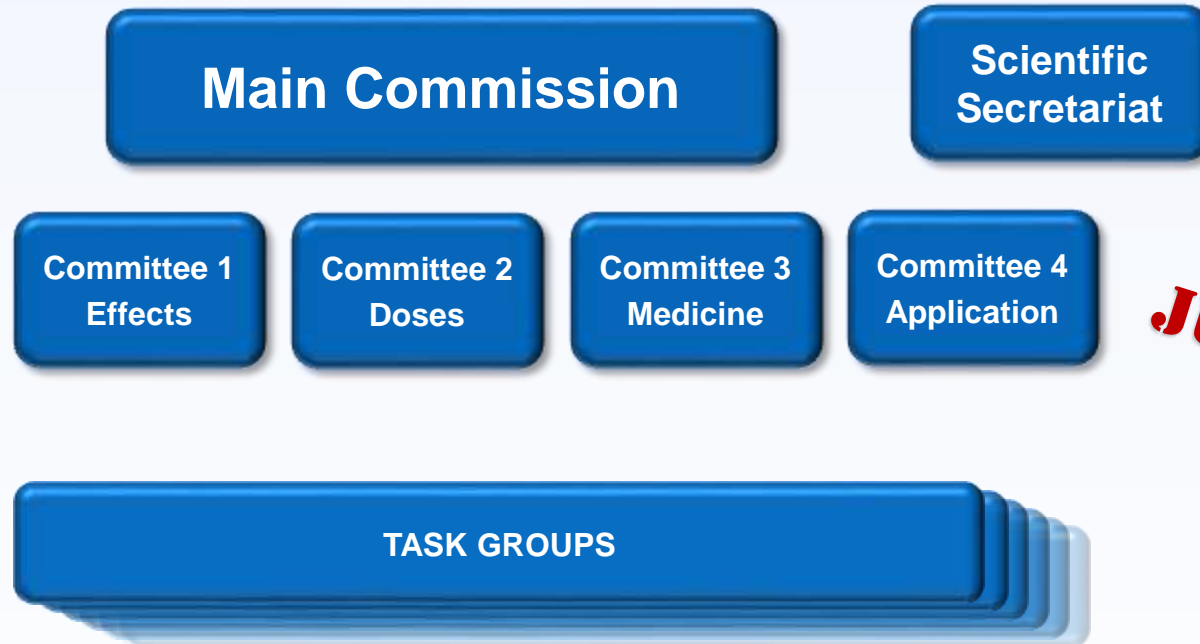 Main Commission
Scientific
Secretariat
Committee 1
Effects
Committee 2
Doses
Committee 3
Medicine
Committee 4
Application
TASK GROUPS